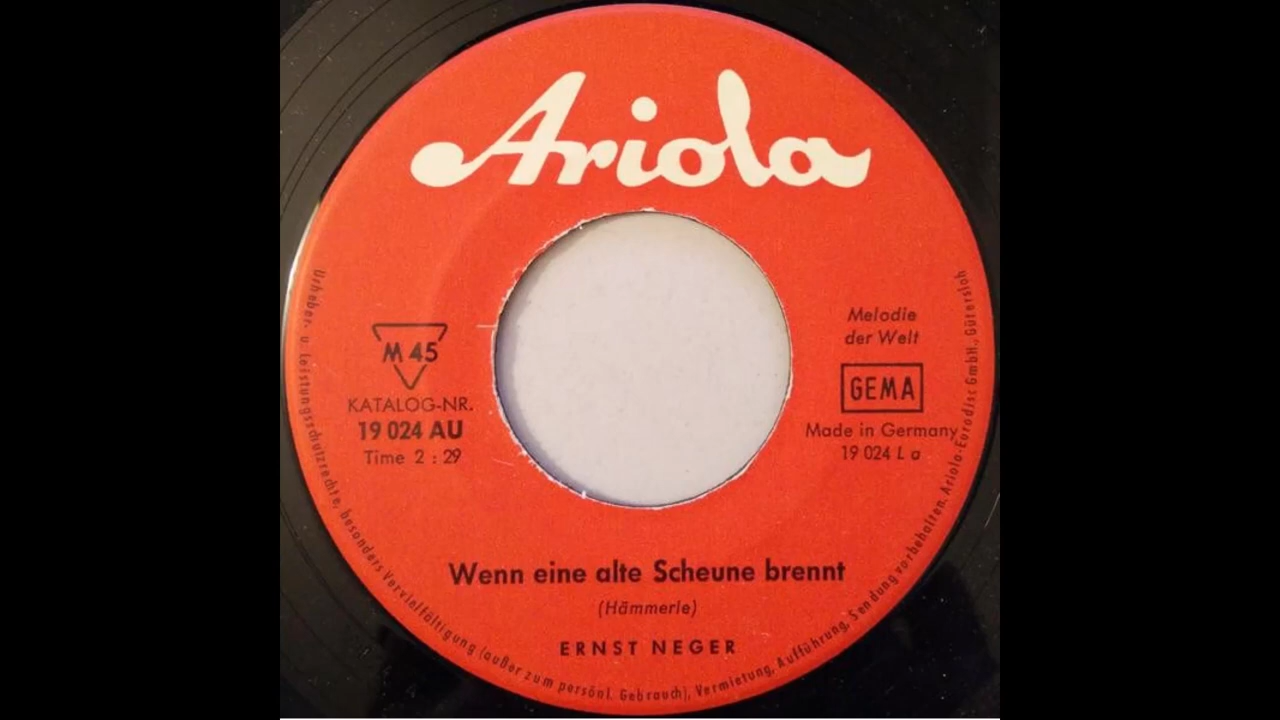 Ariola
M 45
KATALOG-NR.
19 024 AU
Time 2 : 29
Melodie
der Welt
GEMA
Made in Germany
19 024 L a
Wenn eine alte Scheune brennt
(Hämmerle)
ERNST NEGER
Urheber- u. Leistungsschutzrechte, besonders Vervielfältigung (außer zum persönl. Gebrauch), Vermietung, Aufführung, Sendung vorbehalten. Ariola-Eurodisc GmbH., Gütersloh